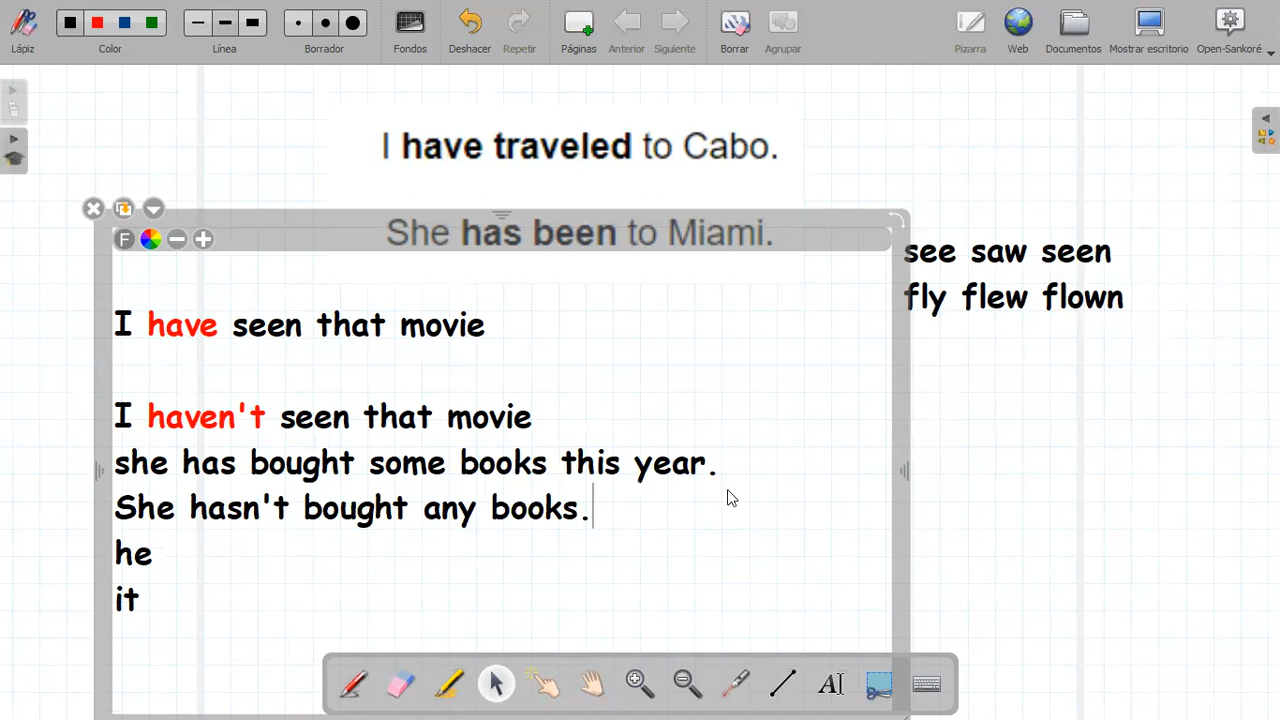 Lápiz Color Línea Borrador Fondos Deshacer Repetir Páginas Anterior Siguiente Borrar Agrupar Pizarra Web Documentos Mostrar escritorio Open-Sankoré
I have traveled to Cabo.
She has been to Miami.
F
see saw seen
fly flew flown
I have seen that movie
I haven't seen that movie
she has bought some books this year.
She hasn't bought any books.
he
it
AI